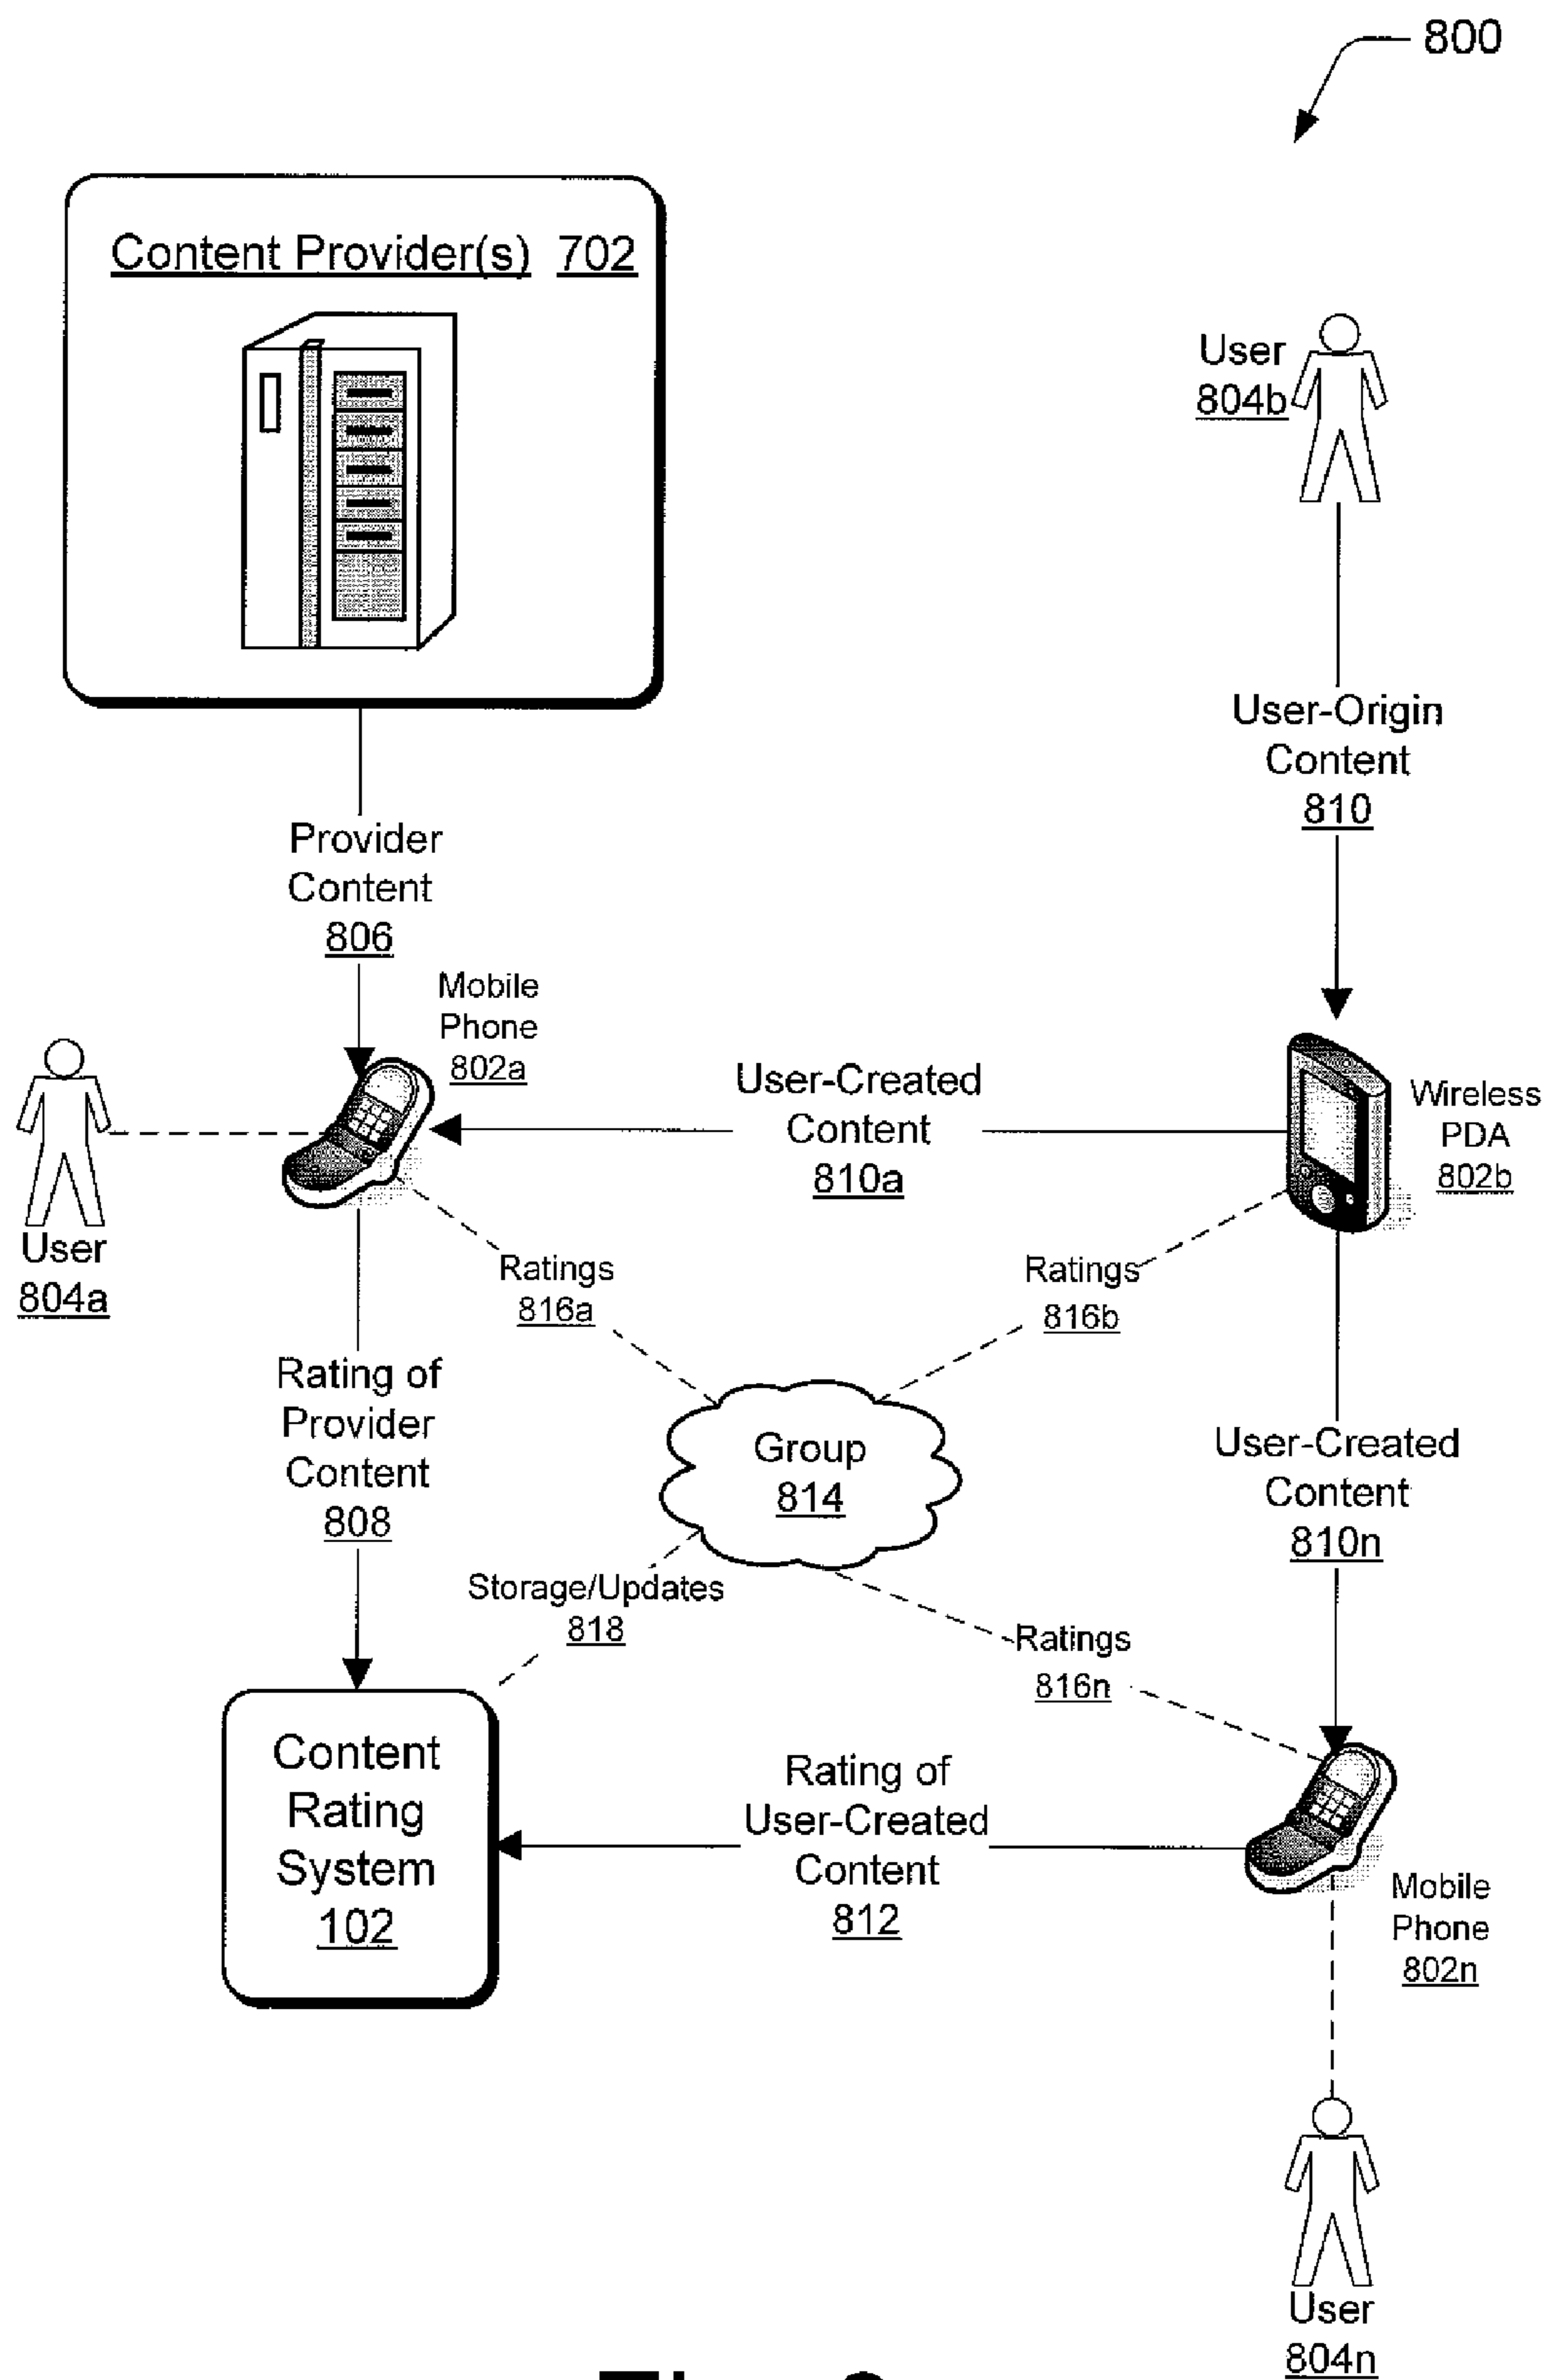 800
Content Provider(s) 702
User
804b
User-Origin
Content
810
Provider
Content
806
Mobile
Phone
802a
User-Created
Content
810a
Wireless
PDA
802b
User
804a
Ratings
816a
Ratings
816b
Rating of
Provider
Content
808
Group
814
User-Created
Content
810n
Storage/Updates
818
Ratings
816n
Content
Rating
System
102
Rating of
User-Created
Content
812
Mobile
Phone
802n
User
804n